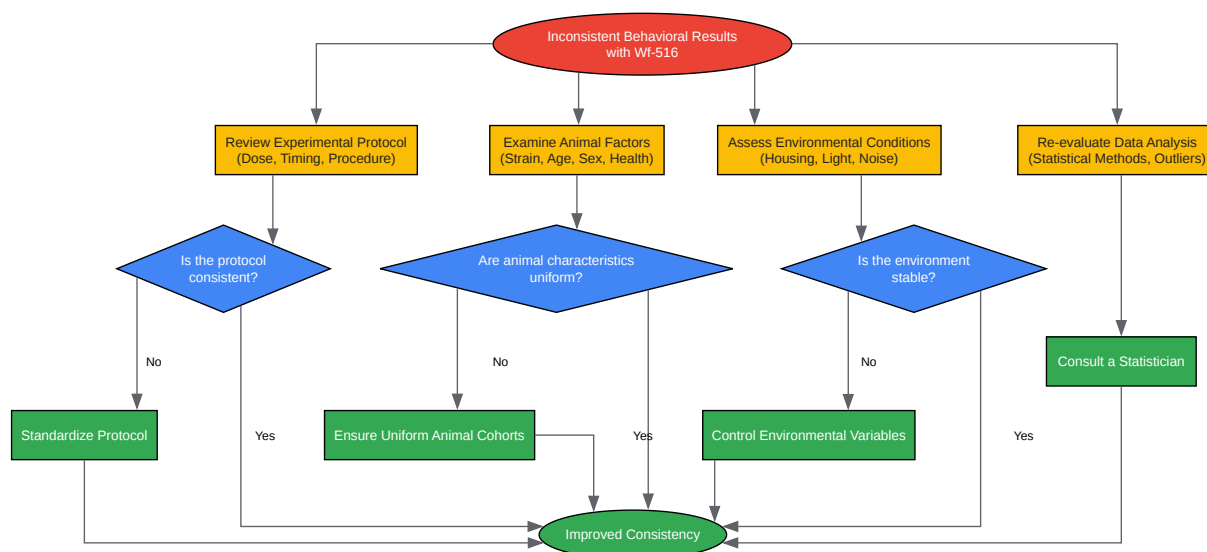 Inconsistent Behavioral Results
with Wf-516
Review Experimental Protocol
(Dose, Timing, Procedure)
Examine Animal Factors
(Strain, Age, Sex, Health)
Assess Environmental Conditions
(Housing, Light, Noise)
Re-evaluate Data Analysis
(Statistical Methods, Outliers)
Is the protocol
consistent?
Are animal characteristics
uniform?
Is the environment
stable?
No
No
No
Consult a Statistician
Standardize Protocol
Yes
Ensure Uniform Animal Cohorts
Yes
Control Environmental Variables
Yes
Improved Consistency